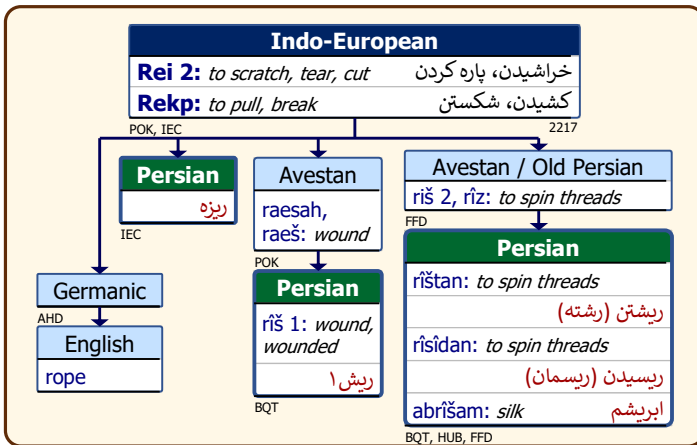 Indo-European
Rei 2: to scratch, tear, cut خراشیدن، پاره کردن
Rekp: to pull, break کشیدن، شکستن
POK, IEC 2217
Persian
ریزه
IEC
Avestan
raesah,
raeš: wound
POK
Avestan / Old Persian
riš 2, rîz: to spin threads
FFD
Germanic
AHD
English
rope
Persian
rîš 1: wound,
wounded
ریش۱
BQT
Persian
rîštan: to spin threads
ریشتن (رشته)
rîsîdan: to spin threads
ریسیدن (ریسمان)
abrîšam: silk ابریشم
BQT, HUB, FFD